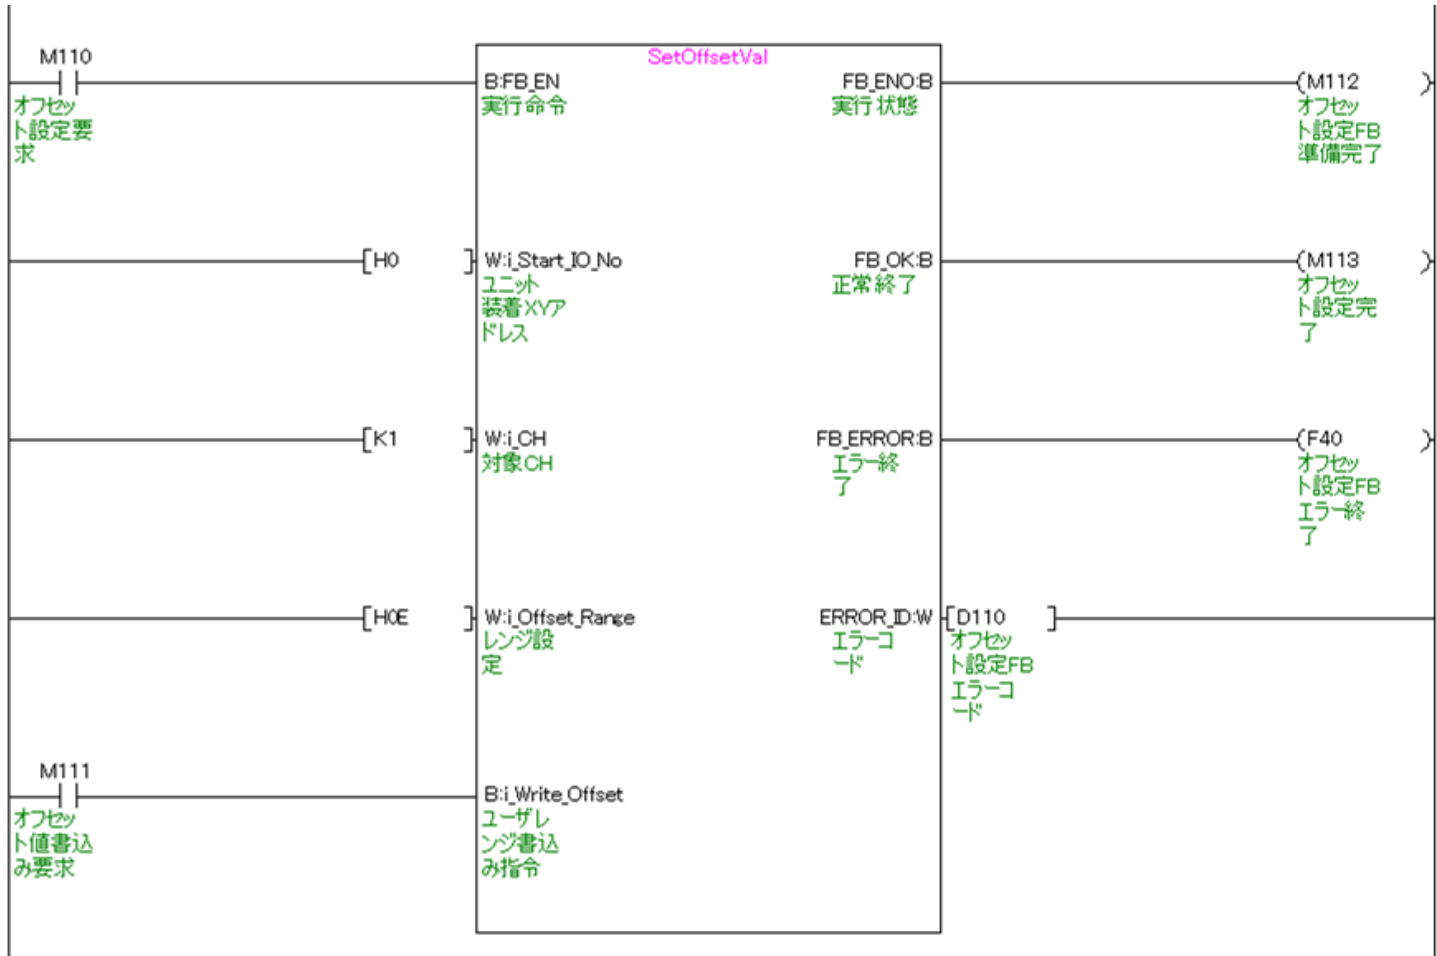 SetOffsetVal
M110
オフセッ
ト設定要
求
B:FB_EN
実行命令
FB_ENO:B
実行状態
(M112 )
オフセッ
ト設定FB
準備完了
[H0 ]
W:i_Start_IO_No
ユニット
装着XYア
ドレス
FB_OK:B
正常終了
(M113 )
オフセッ
ト設定完
了
[K1 ]
W:i_CH
対象CH
FB_ERROR:B
エラー終
了
(F40 )
オフセッ
ト設定FB
エラー終
了
[H0E ]
W:i_Offset_Range
レンジ設
定
ERROR_ID:W
エラーコ
ード
[D110 ]
オフセッ
ト設定FB
エラーコ
ード
M111
オフセッ
ト値書込
み要求
B:i_Write_Offset
ユーザレ
ンジ書込
み指令